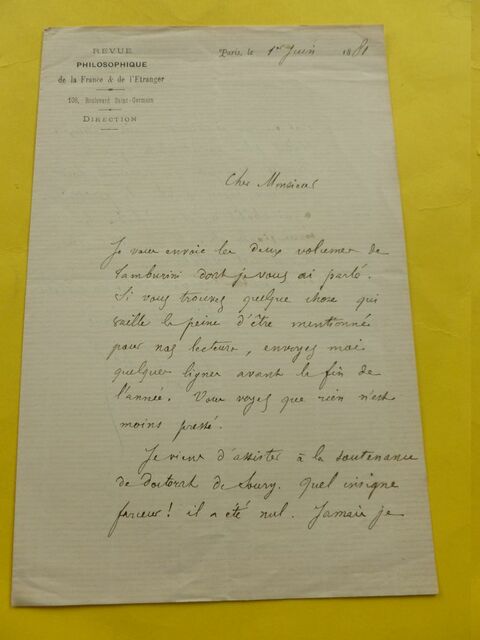 REVUE
PHILOSOPHIQUE
de la France & de l'Etranger
108, Boulevard Saint-Germain
DIRECTION
Paris, le 1er Juin 1881
Cher Monsieur
Je vous envoie les deux volumes de
Tamburini dont je vous ai parlé.
Si vous trouvez quelque chose qui
vaille la peine d'être mentionné
pour nos lecteurs, envoyez moi
quelques lignes avant la fin de
l'année. Vous voyez que rien n'est
moins pressé.
Je viens d'assister à la soutenance
de doctorat de Soury. Quel insigne
farceur! il a été nul. Jamais je